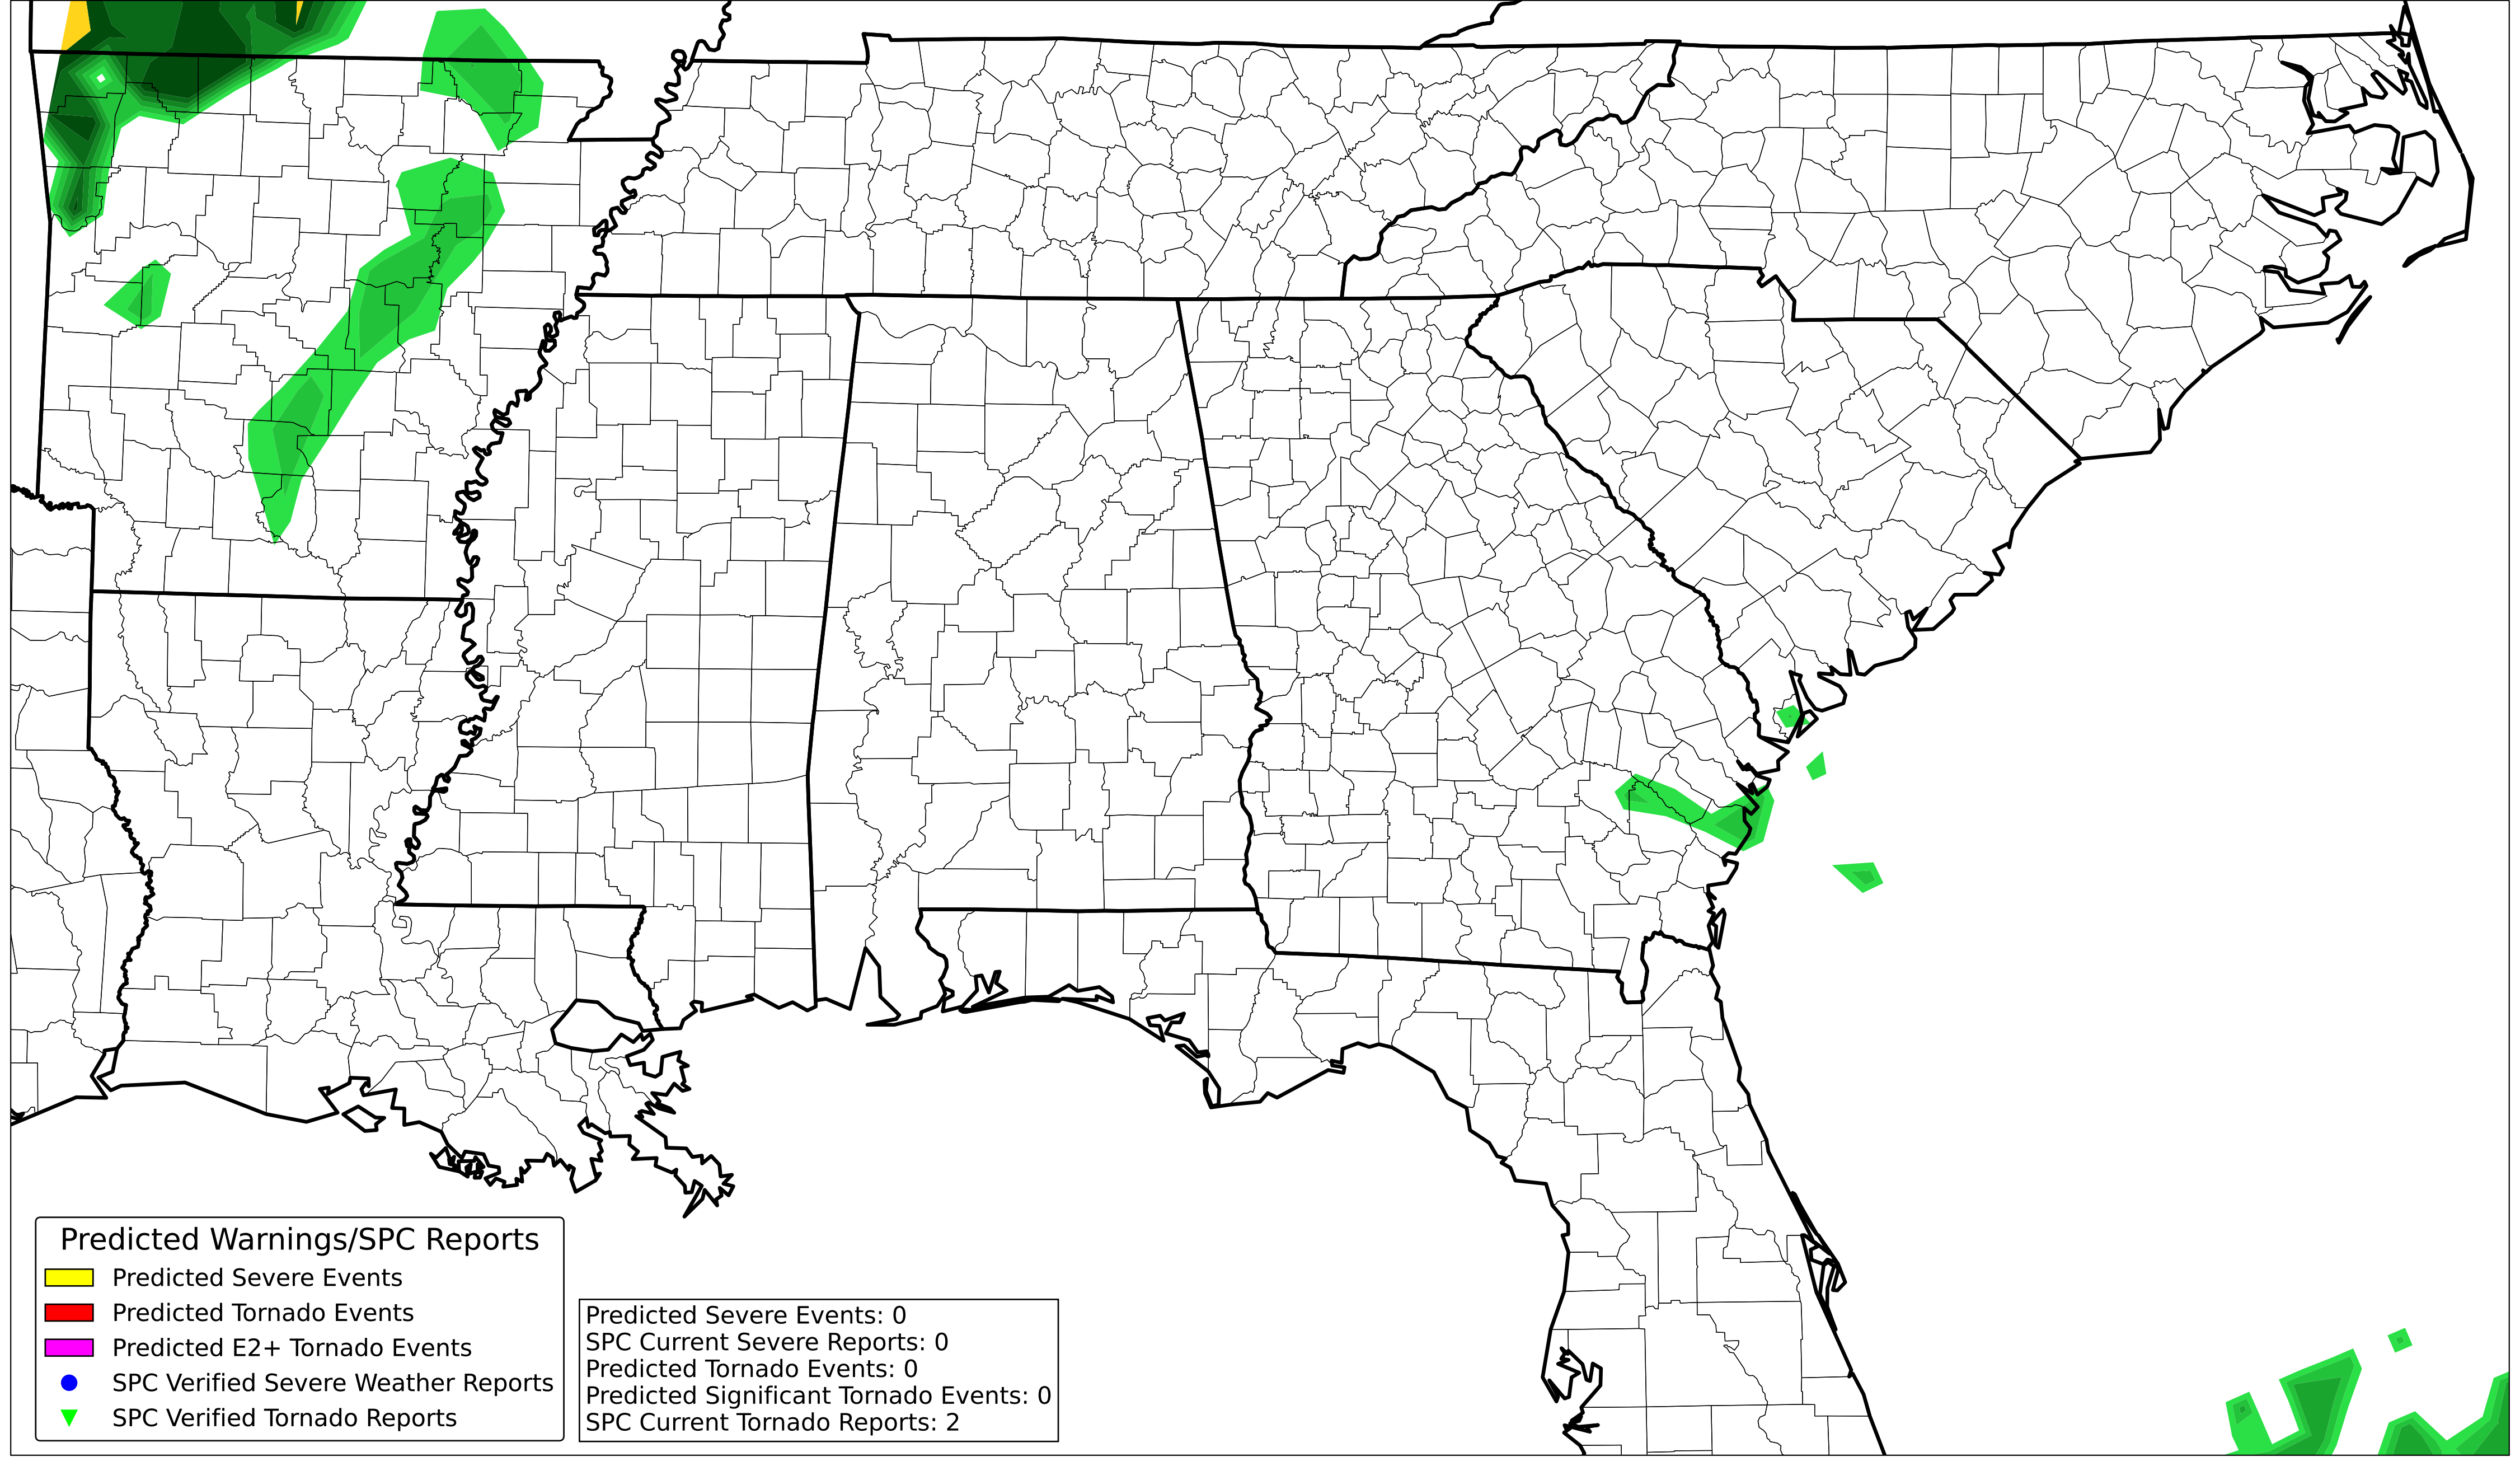 Predicted Warnings/SPC Reports
Predicted Severe Events
Predicted Tornado Events
Predicted E2+ Tornado Events
SPC Verified Severe Weather Reports
SPC Verified Tornado Reports
Predicted Severe Events: 0
SPC Current Severe Reports: 0
Predicted Tornado Events: 0
Predicted Significant Tornado Events: 0
SPC Current Tornado Reports: 2